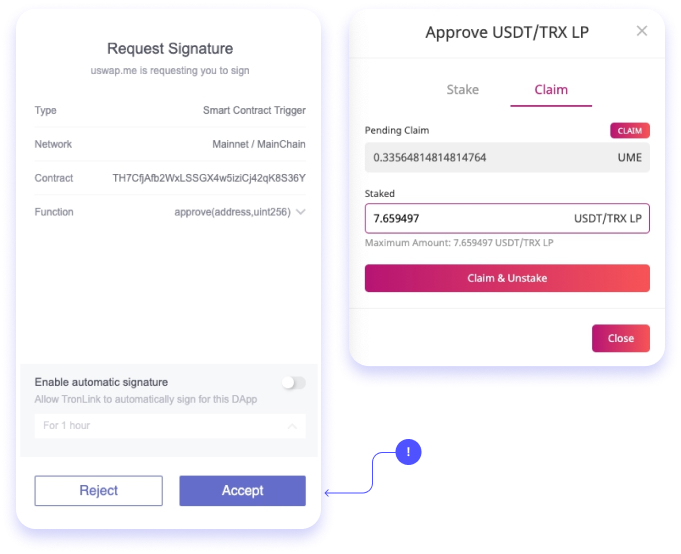 Request Signature
uswap.me is requesting you to sign
Type Smart Contract Trigger
Network Mainnet / MainChain
Contract TH7CfjAfb2WxLSSGX4w5iziCj42qK8S36Y
Function approve(address,uint256)
Enable automatic signature
Allow TronLink to automatically sign for this DApp
For 1 hour
Reject Accept
!
Approve USDT/TRX LP
Stake Claim
Pending Claim CLAIM
0.33564814814814764 UME
Staked
7.659497 USDT/TRX LP
Maximum Amount: 7.659497 USDT/TRX LP
Claim & Unstake
Close